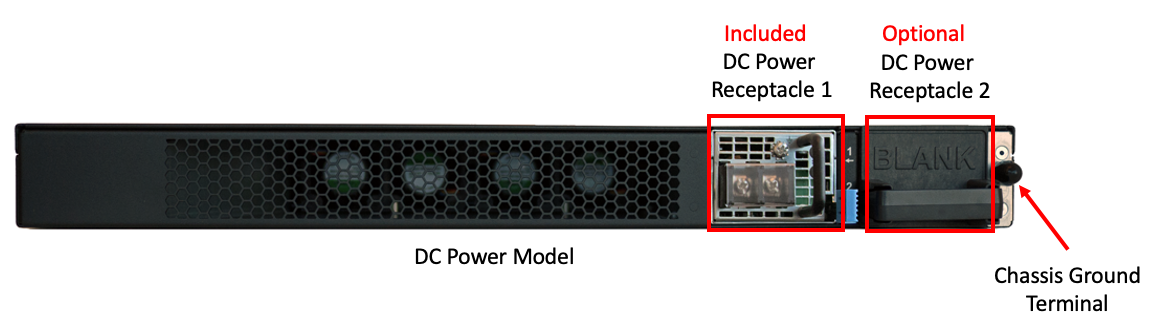 Included
DC Power
Receptacle 1
Optional
DC Power
Receptacle 2
1
2
BLANK
DC Power Model
Chassis Ground
Terminal